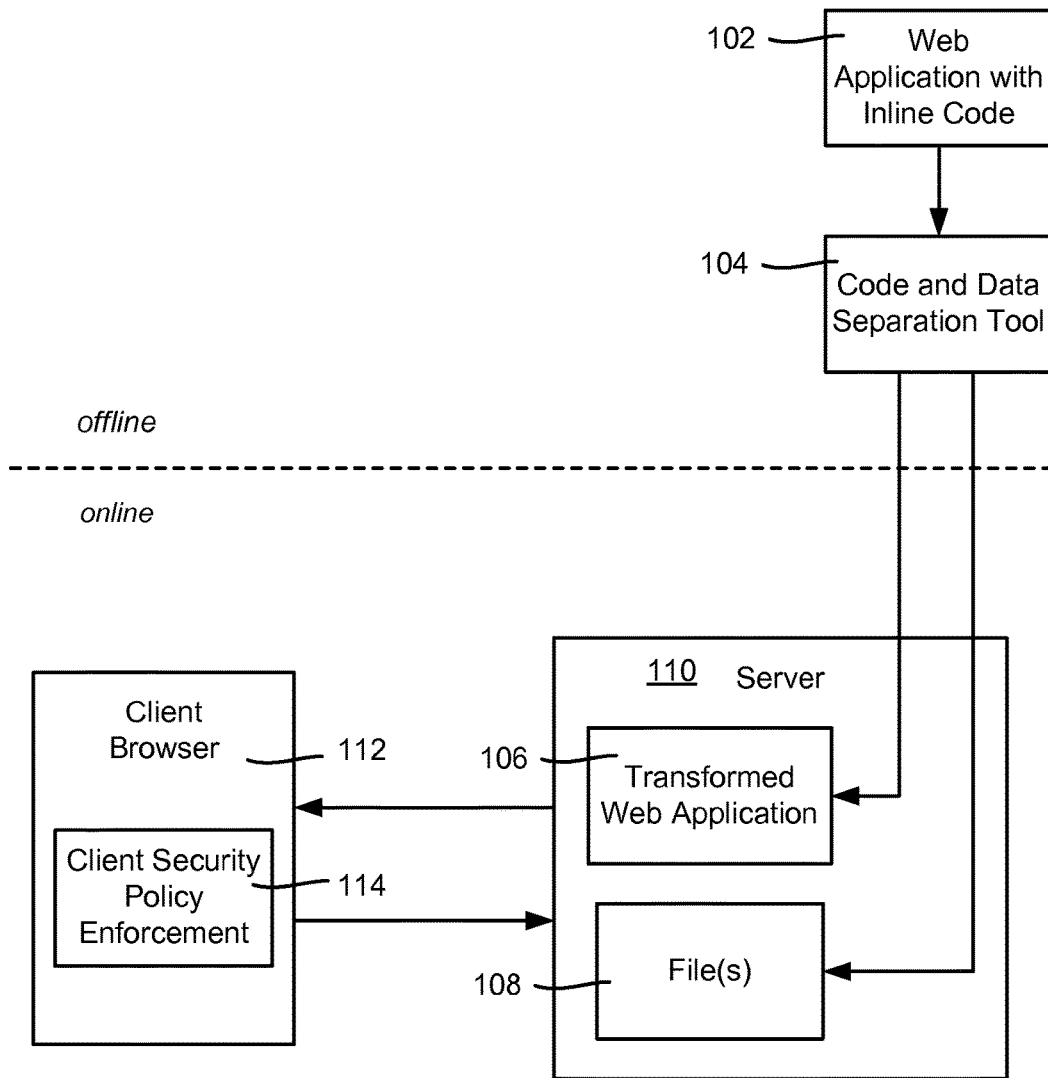 102
Web
Application with
Inline Code
104
Code and Data
Separation Tool
offline
online
110 Server
Client
Browser
112
106
Transformed
Web Application
Client Security
Policy
Enforcement
114
108
File(s)